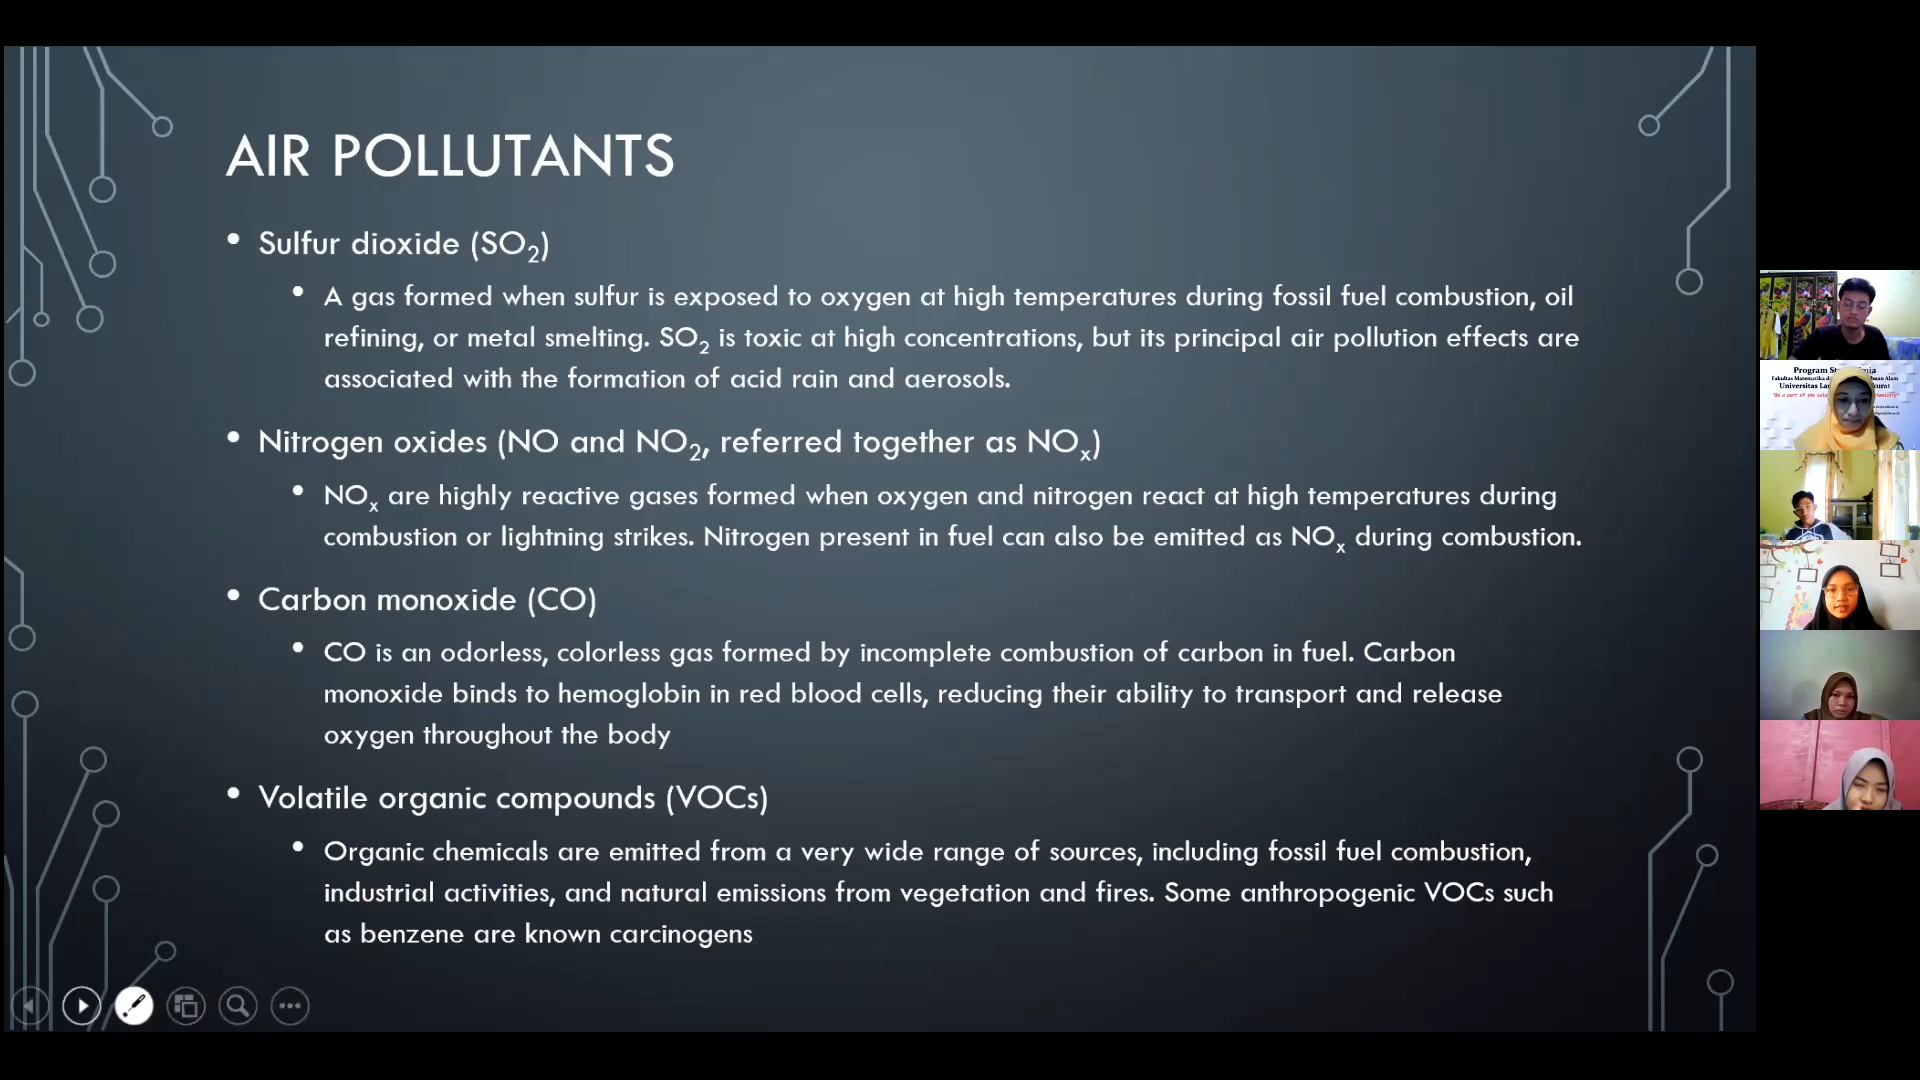 AIR POLLUTANTS
• Sulfur dioxide (SO₂)
• A gas formed when sulfur is exposed to oxygen at high temperatures during fossil fuel combustion, oil
refining, or metal smelting. SO₂ is toxic at high concentrations, but its principal air pollution effects are
associated with the formation of acid rain and aerosols.
• Nitrogen oxides (NO and NO₂, referred together as NOₓ)
• NOₓ are highly reactive gases formed when oxygen and nitrogen react at high temperatures during
combustion or lightning strikes. Nitrogen present in fuel can also be emitted as NOₓ during combustion.
• Carbon monoxide (CO)
• CO is an odorless, colorless gas formed by incomplete combustion of carbon in fuel. Carbon
monoxide binds to hemoglobin in red blood cells, reducing their ability to transport and release
oxygen throughout the body
• Volatile organic compounds (VOCs)
• Organic chemicals are emitted from a very wide range of sources, including fossil fuel combustion,
industrial activities, and natural emissions from vegetation and fires. Some anthropogenic VOCs such
as benzene are known carcinogens
Program
Fakultas Matematika Alam
Universitas
"Be a part of the